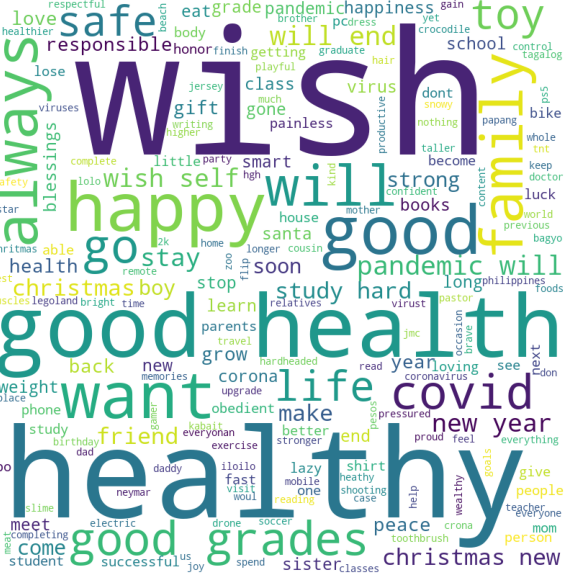 respectful
brother
dress
yet
gain
love
eat
grade
pandemic
happiness
toy
healthier
safe
beach
body
will end
pc
crocodile
control
tagalog
responsible
honor
finish
getting
graduate
school
lose
playful
hair
virus
always
wish
family
viruses
gift
jersey
class
much
gone
dont
snowy
ps5
blessings
writing
higher
painless
productive
nothing
bike
taller
papang
whole
complete
little
party
smart
become
tnt
keep
star
lolo
wish self
hgh
kind
will
confident
strong
content
doctor
happy
books
luck
house
mother
good
world
previous
able
2k
home
santa
bagyo
go
stay
longer
cousin
health
remote
zoo
flip
soon
pandemic will
christmas
boy
stop
study hard
long
philippines
foods
legoland
bright
time
learn
relatives
virust
pastor
good health
parents
travel
jmc
occasion
brave
next
hardheaded
back
new
grow
year
loving
see
don
weight
memories
corona
life
read
coronavirus
want
upgrade
covid
place
phone
gamer
obedient
make
pesos
pressured
new year
study
friend
kabait
everyonan
better
end
proud
feel
everything
birthday
dad
stronger
exercise
healthy
daddy
iloilo
lazy
shirt
goals
give
slime
neymar
fast
visit
mobile
heathy
shooting
help
wealthy
people
woul
one
case
reading
teacher
everyone
meet
electric
drone
soccer
peace
crona
mom
completing
come
good grades
toothbrush
person
meat
student
successful
us
joy
spend
sister
classes
christmas new